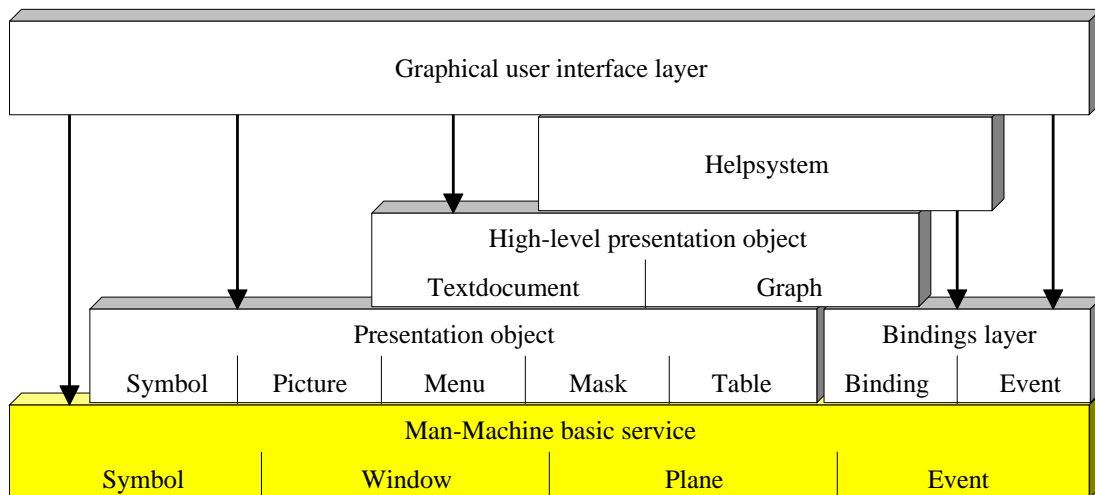 Graphical user interface layer
Helpsystem
High-level presentation object
Textdocument Graph
Presentation object Bindings layer
Symbol Picture Menu Mask Table Binding Event
Man-Machine basic service
Symbol Window Plane Event